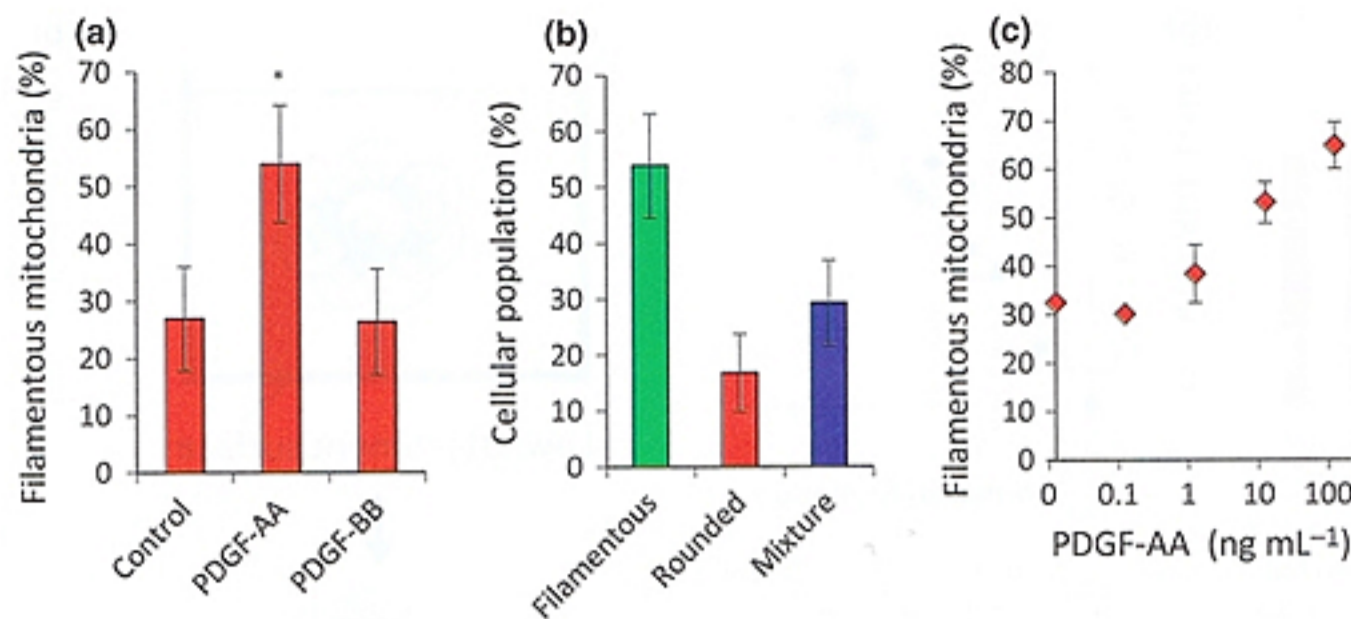 (a)
Filamentous mitochondria (%)
70
60
50
40
30
20
10
0
*
Control
PDGF-AA
PDGF-BB
(b)
Cellular population (%)
70
60
50
40
30
20
10
0
Filamentous
Rounded
Mixture
(c)
Filamentous mitochondria (%)
80
70
60
50
40
30
20
10
0
0 0.1 1 10 100
PDGF-AA (ng mL⁻¹)